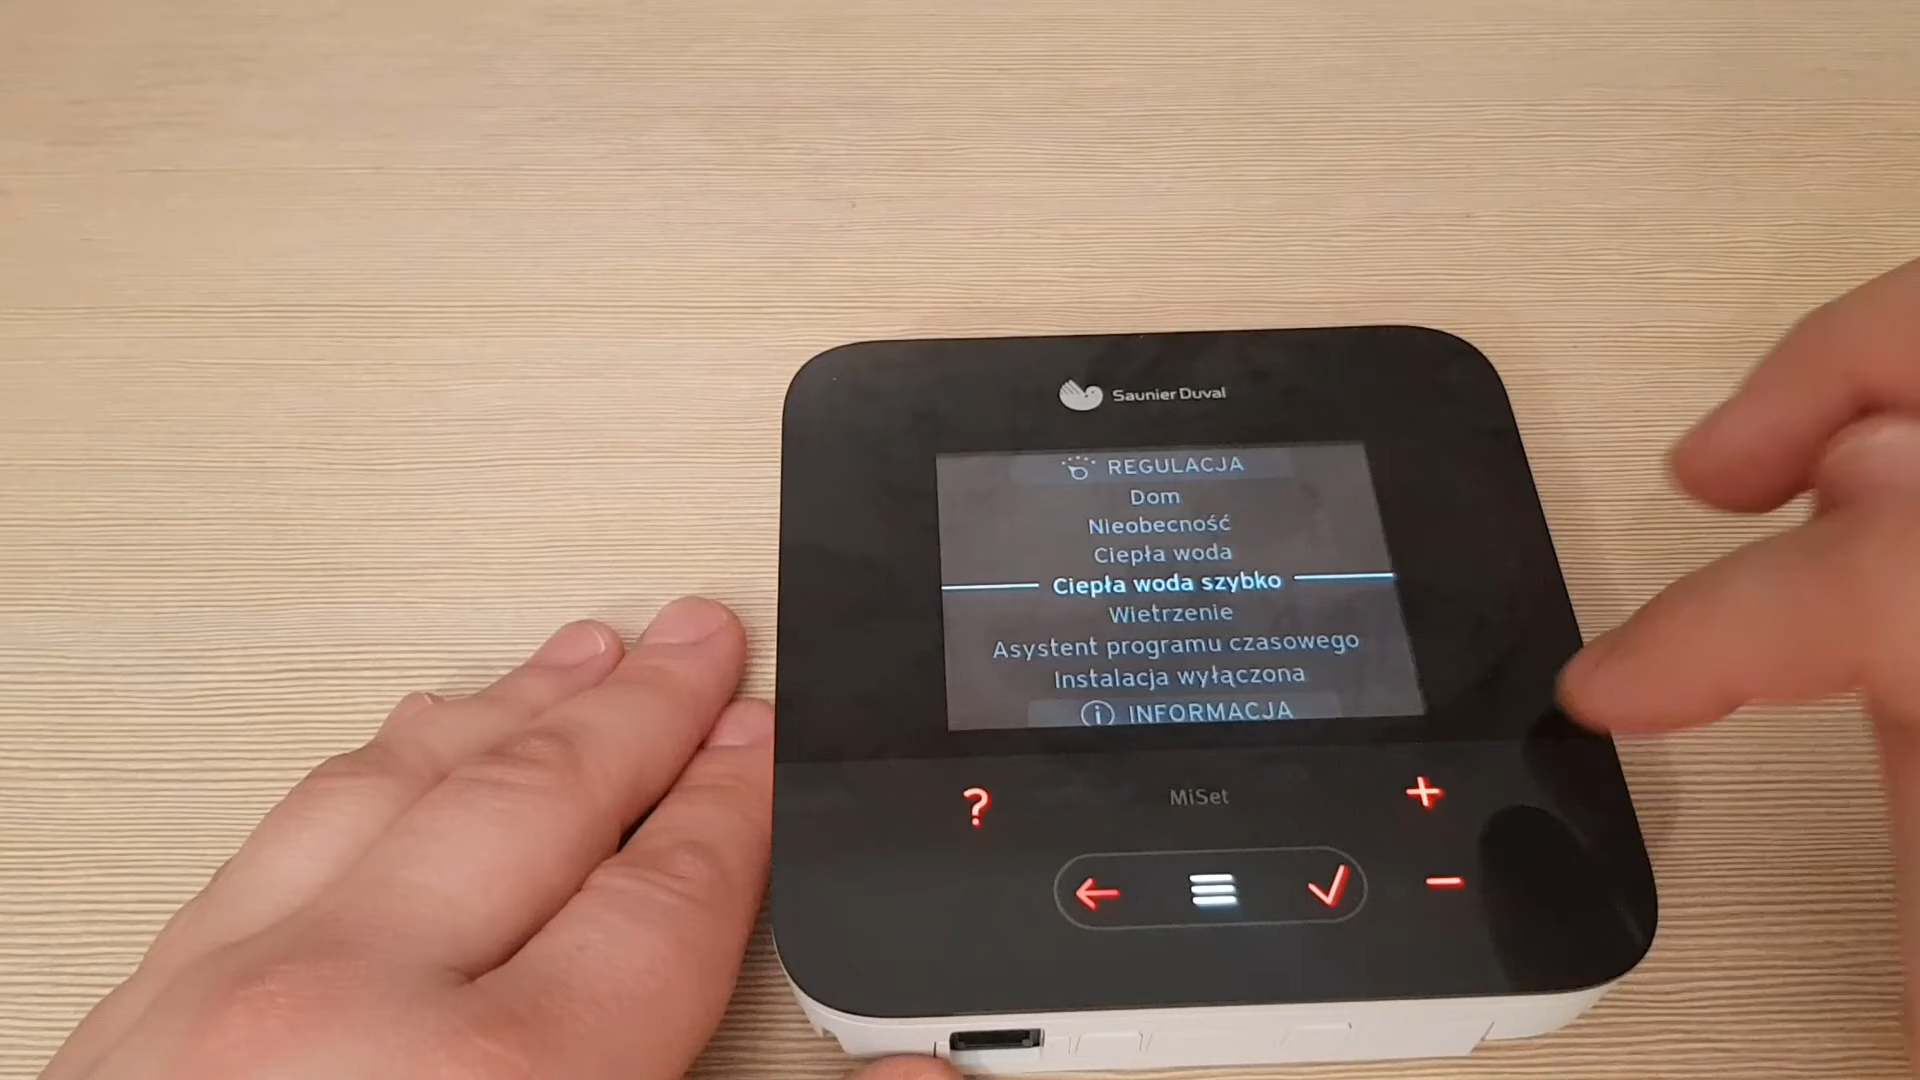 Saunier Duval
REGULACJA
Dom
Nieobecność
Ciepła woda
Ciepła woda szybko
Wietrzenie
Asystent programu czasowego
Instalacja wyłączona
INFORMACJA
?
MiSet
+
-